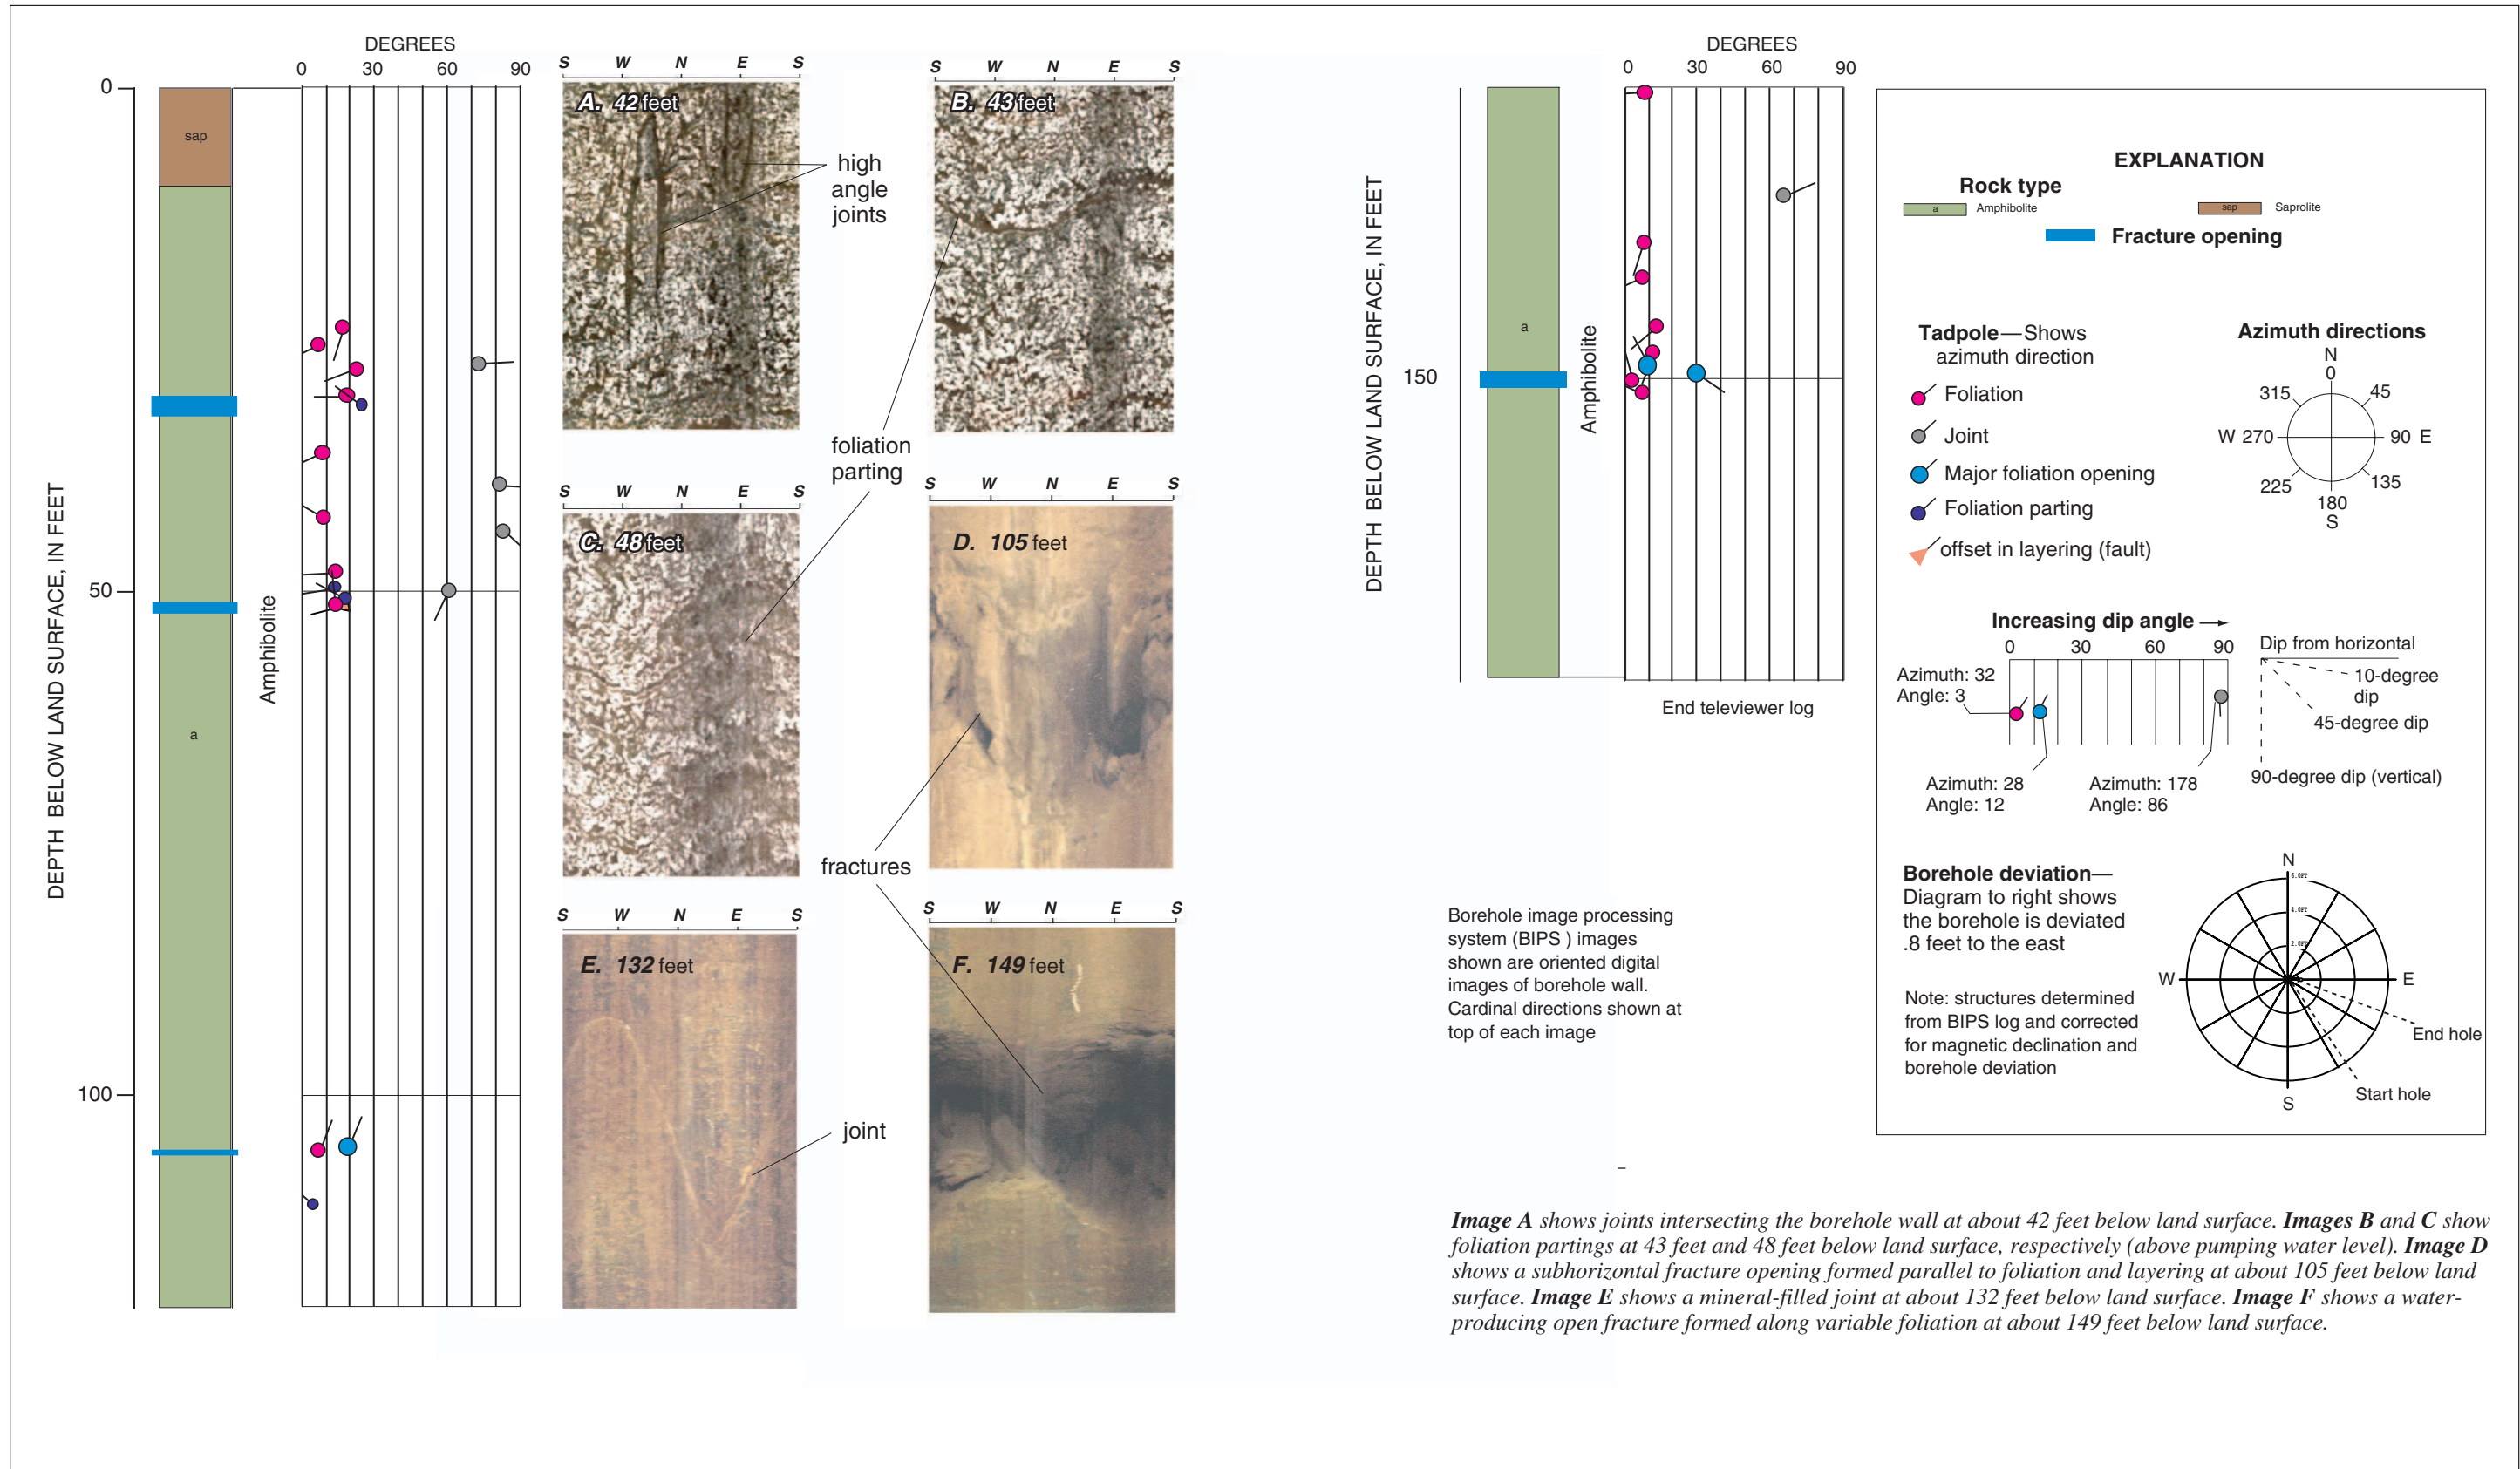 DEGREES
0 30 60 90
0
50
100
DEPTH BELOW LAND SURFACE, IN FEET
sap
a
Amphibolite
S W N E S
A. 42 feet
S W N E S
B. 43 feet
high
angle
joints
foliation
parting
S W N E S
C. 48 feet
S W N E S
D. 105 feet
fractures
S W N E S
E. 132 feet
S W N E S
F. 149 feet
joint
DEGREES
0 30 60 90
DEPTH BELOW LAND SURFACE, IN FEET
150
a
Amphibolite
End televiewer log
Borehole image processing
system (BIPS ) images
shown are oriented digital
images of borehole wall.
Cardinal directions shown at
top of each image
EXPLANATION
Rock type
a Amphibolite
sap Saprolite
Fracture opening
Tadpole—Shows
azimuth direction
Foliation
Joint
Major foliation opening
Foliation parting
offset in layering (fault)
Azimuth directions
N
0
315 45
W 270 90 E
225 135
180
S
Increasing dip angle
0 30 60 90
Azimuth: 32
Angle: 3
Azimuth: 28
Angle: 12
Azimuth: 178
Angle: 86
Dip from horizontal
10-degree
dip
45-degree dip
90-degree dip (vertical)
Borehole deviation—
Diagram to right shows
the borehole is deviated
.8 feet to the east
Note: structures determined
from BIPS log and corrected
for magnetic declination and
borehole deviation
N
6.0FT
4.0FT
2.0FT
W E
S
End hole
Start hole
Image A shows joints intersecting the borehole wall at about 42 feet below land surface. Images B and C show
foliation partings at 43 feet and 48 feet below land surface, respectively (above pumping water level). Image D
shows a subhorizontal fracture opening formed parallel to foliation and layering at about 105 feet below land
surface. Image E shows a mineral-filled joint at about 132 feet below land surface. Image F shows a water-
producing open fracture formed along variable foliation at about 149 feet below land surface.